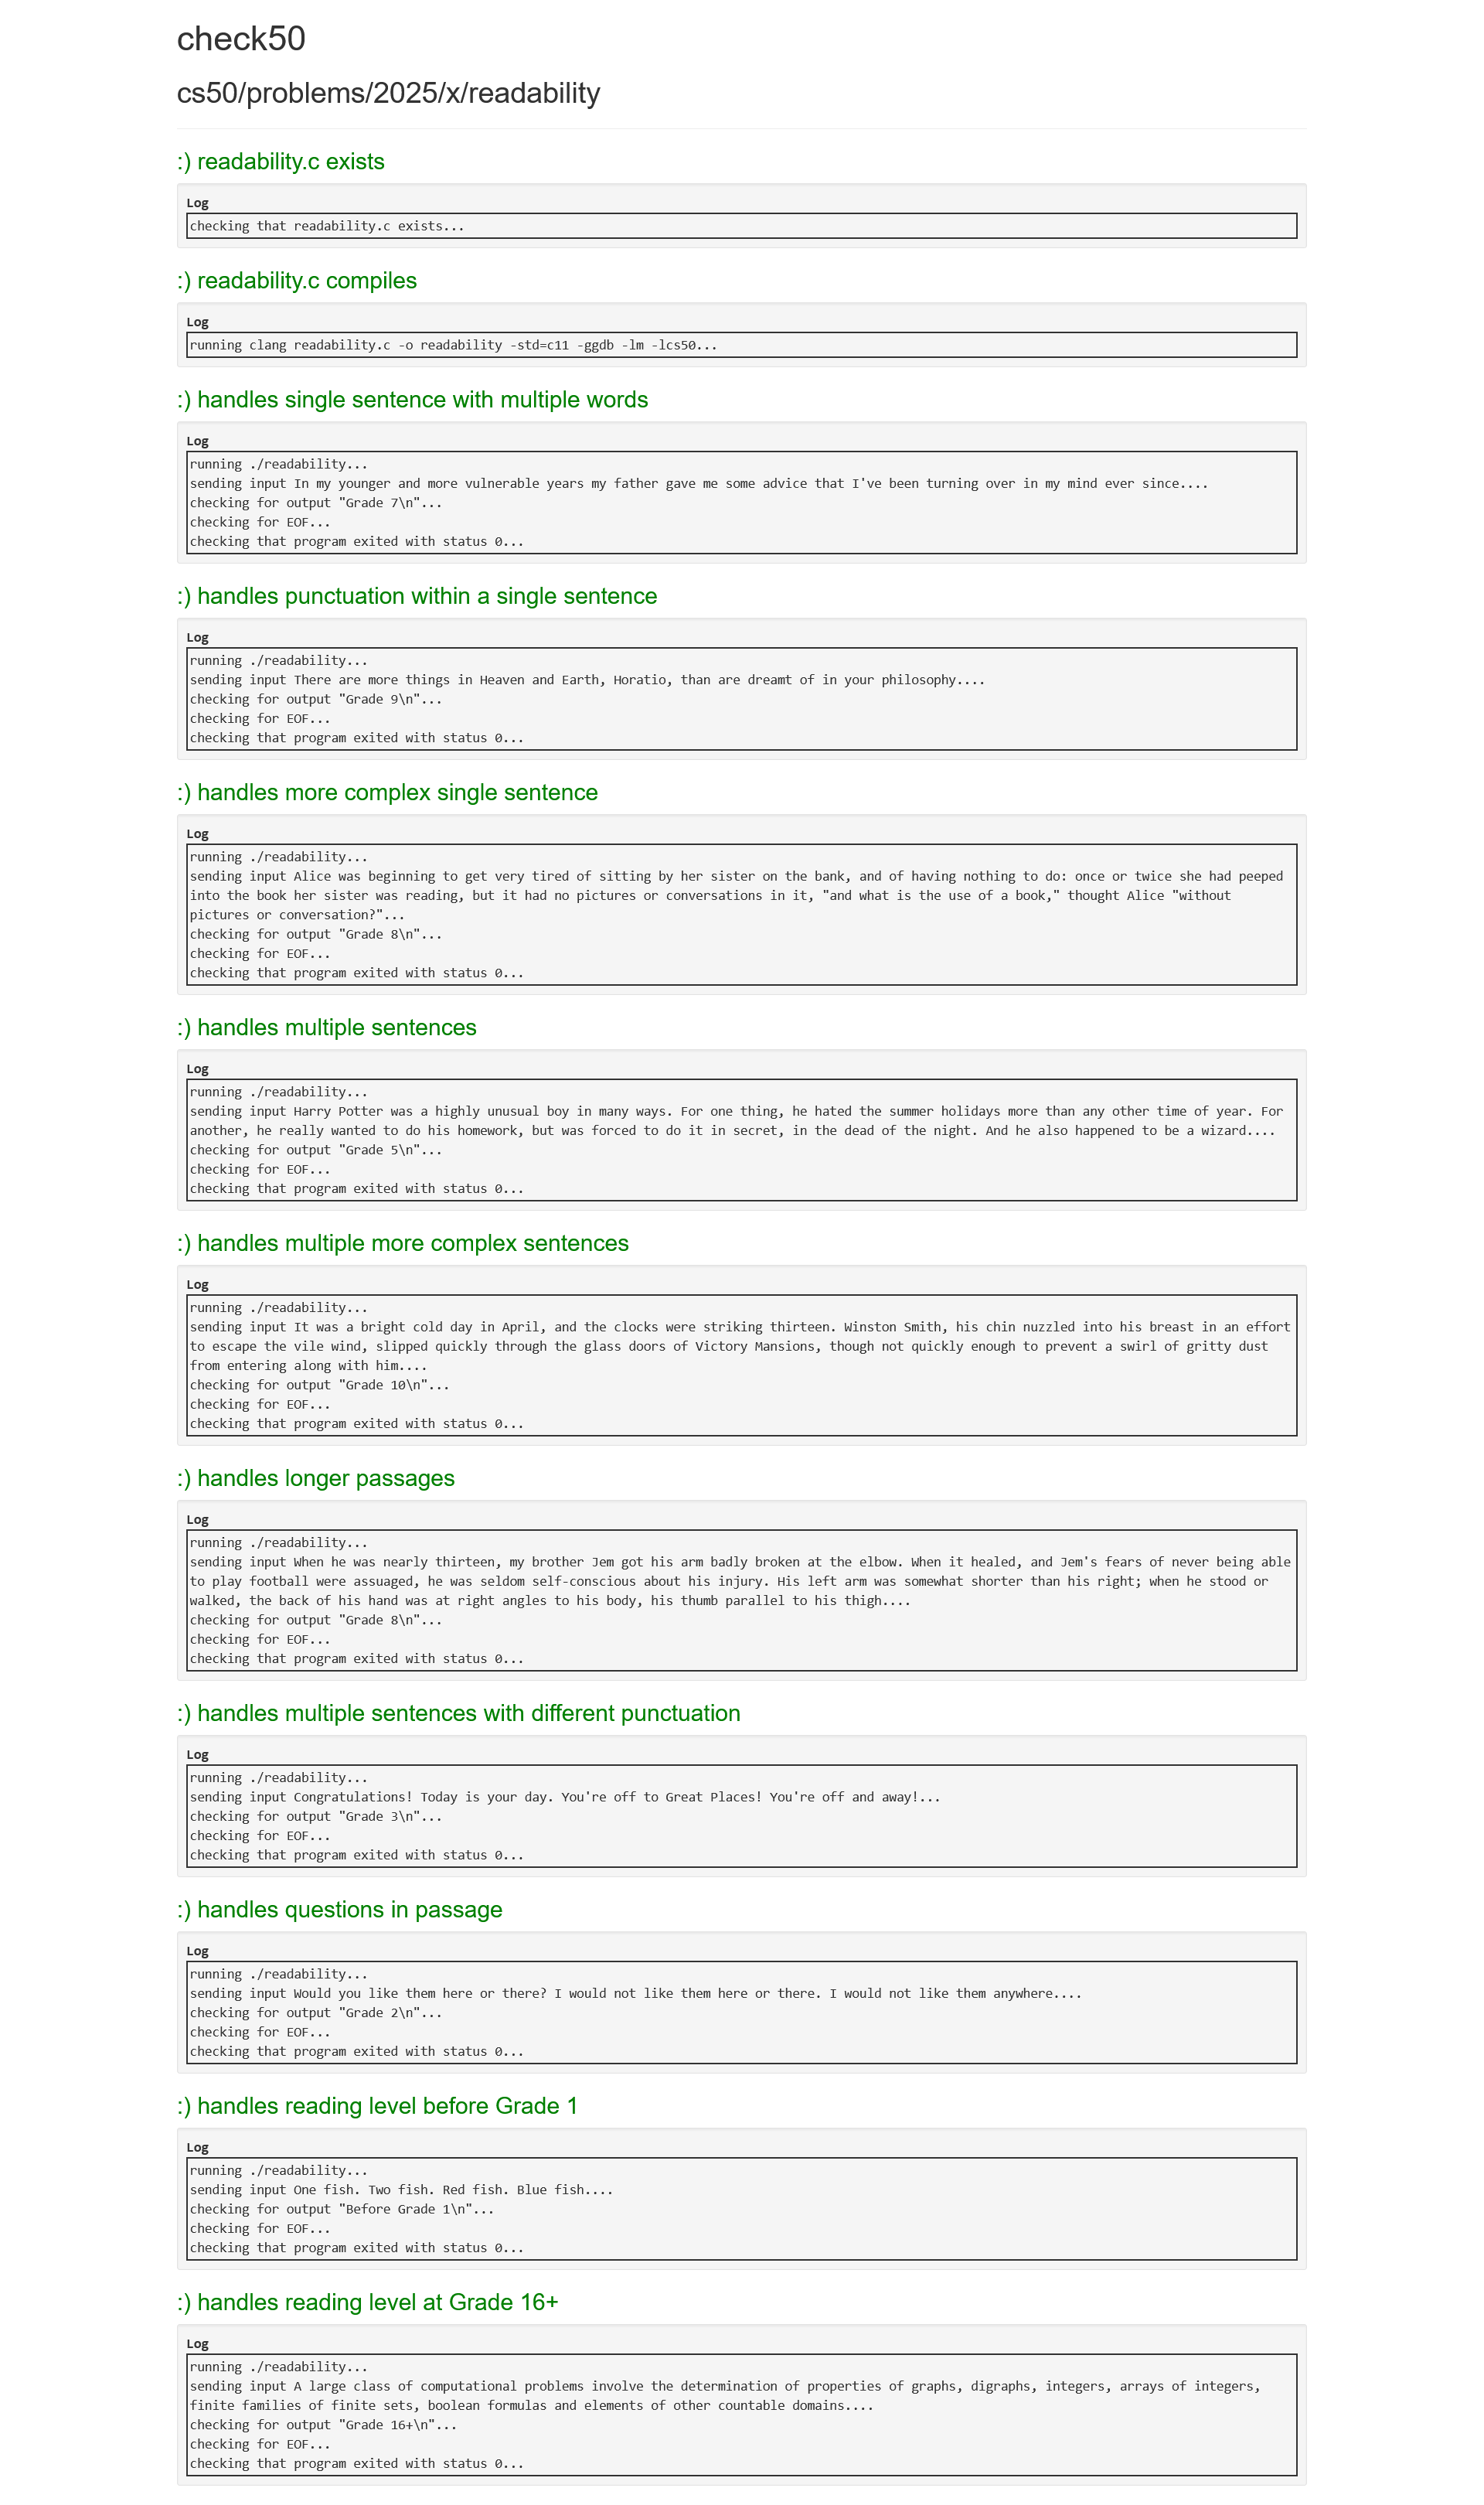 check50
cs50/problems/2025/x/readability
:) readability.c exists
Log
checking that readability.c exists...
:) readability.c compiles
Log
running clang readability.c -o readability -std=c11 -ggdb -lm -lcs50...
:) handles single sentence with multiple words
Log
running ./readability...
sending input In my younger and more vulnerable years my father gave me some advice that I've been turning over in my mind ever since....
checking for output "Grade 7\n"...
checking for EOF...
checking that program exited with status 0...
:) handles punctuation within a single sentence
Log
running ./readability...
sending input There are more things in Heaven and Earth, Horatio, than are dreamt of in your philosophy....
checking for output "Grade 9\n"...
checking for EOF...
checking that program exited with status 0...
:) handles more complex single sentence
Log
running ./readability...
sending input Alice was beginning to get very tired of sitting by her sister on the bank, and of having nothing to do: once or twice she had peeped
into the book her sister was reading, but it had no pictures or conversations in it, "and what is the use of a book," thought Alice "without
pictures or conversation?"...
checking for output "Grade 8\n"...
checking for EOF...
checking that program exited with status 0...
:) handles multiple sentences
Log
running ./readability...
sending input Harry Potter was a highly unusual boy in many ways. For one thing, he hated the summer holidays more than any other time of year. For
another, he really wanted to do his homework, but was forced to do it in secret, in the dead of the night. And he also happened to be a wizard....
checking for output "Grade 5\n"...
checking for EOF...
checking that program exited with status 0...
:) handles multiple more complex sentences
Log
running ./readability...
sending input It was a bright cold day in April, and the clocks were striking thirteen. Winston Smith, his chin nuzzled into his breast in an effort
to escape the vile wind, slipped quickly through the glass doors of Victory Mansions, though not quickly enough to prevent a swirl of gritty dust
from entering along with him....
checking for output "Grade 10\n"...
checking for EOF...
checking that program exited with status 0...
:) handles longer passages
Log
running ./readability...
sending input When he was nearly thirteen, my brother Jem got his arm badly broken at the elbow. When it healed, and Jem's fears of never being able
to play football were assuaged, he was seldom self-conscious about his injury. His left arm was somewhat shorter than his right; when he stood or
walked, the back of his hand was at right angles to his body, his thumb parallel to his thigh....
checking for output "Grade 8\n"...
checking for EOF...
checking that program exited with status 0...
:) handles multiple sentences with different punctuation
Log
running ./readability...
sending input Congratulations! Today is your day. You're off to Great Places! You're off and away!...
checking for output "Grade 3\n"...
checking for EOF...
checking that program exited with status 0...
:) handles questions in passage
Log
running ./readability...
sending input Would you like them here or there? I would not like them here or there. I would not like them anywhere....
checking for output "Grade 2\n"...
checking for EOF...
checking that program exited with status 0...
:) handles reading level before Grade 1
Log
running ./readability...
sending input One fish. Two fish. Red fish. Blue fish....
checking for output "Before Grade 1\n"...
checking for EOF...
checking that program exited with status 0...
:) handles reading level at Grade 16+
Log
running ./readability...
sending input A large class of computational problems involve the determination of properties of graphs, digraphs, integers, arrays of integers,
finite families of finite sets, boolean formulas and elements of other countable domains....
checking for output "Grade 16+\n"...
checking for EOF...
checking that program exited with status 0...